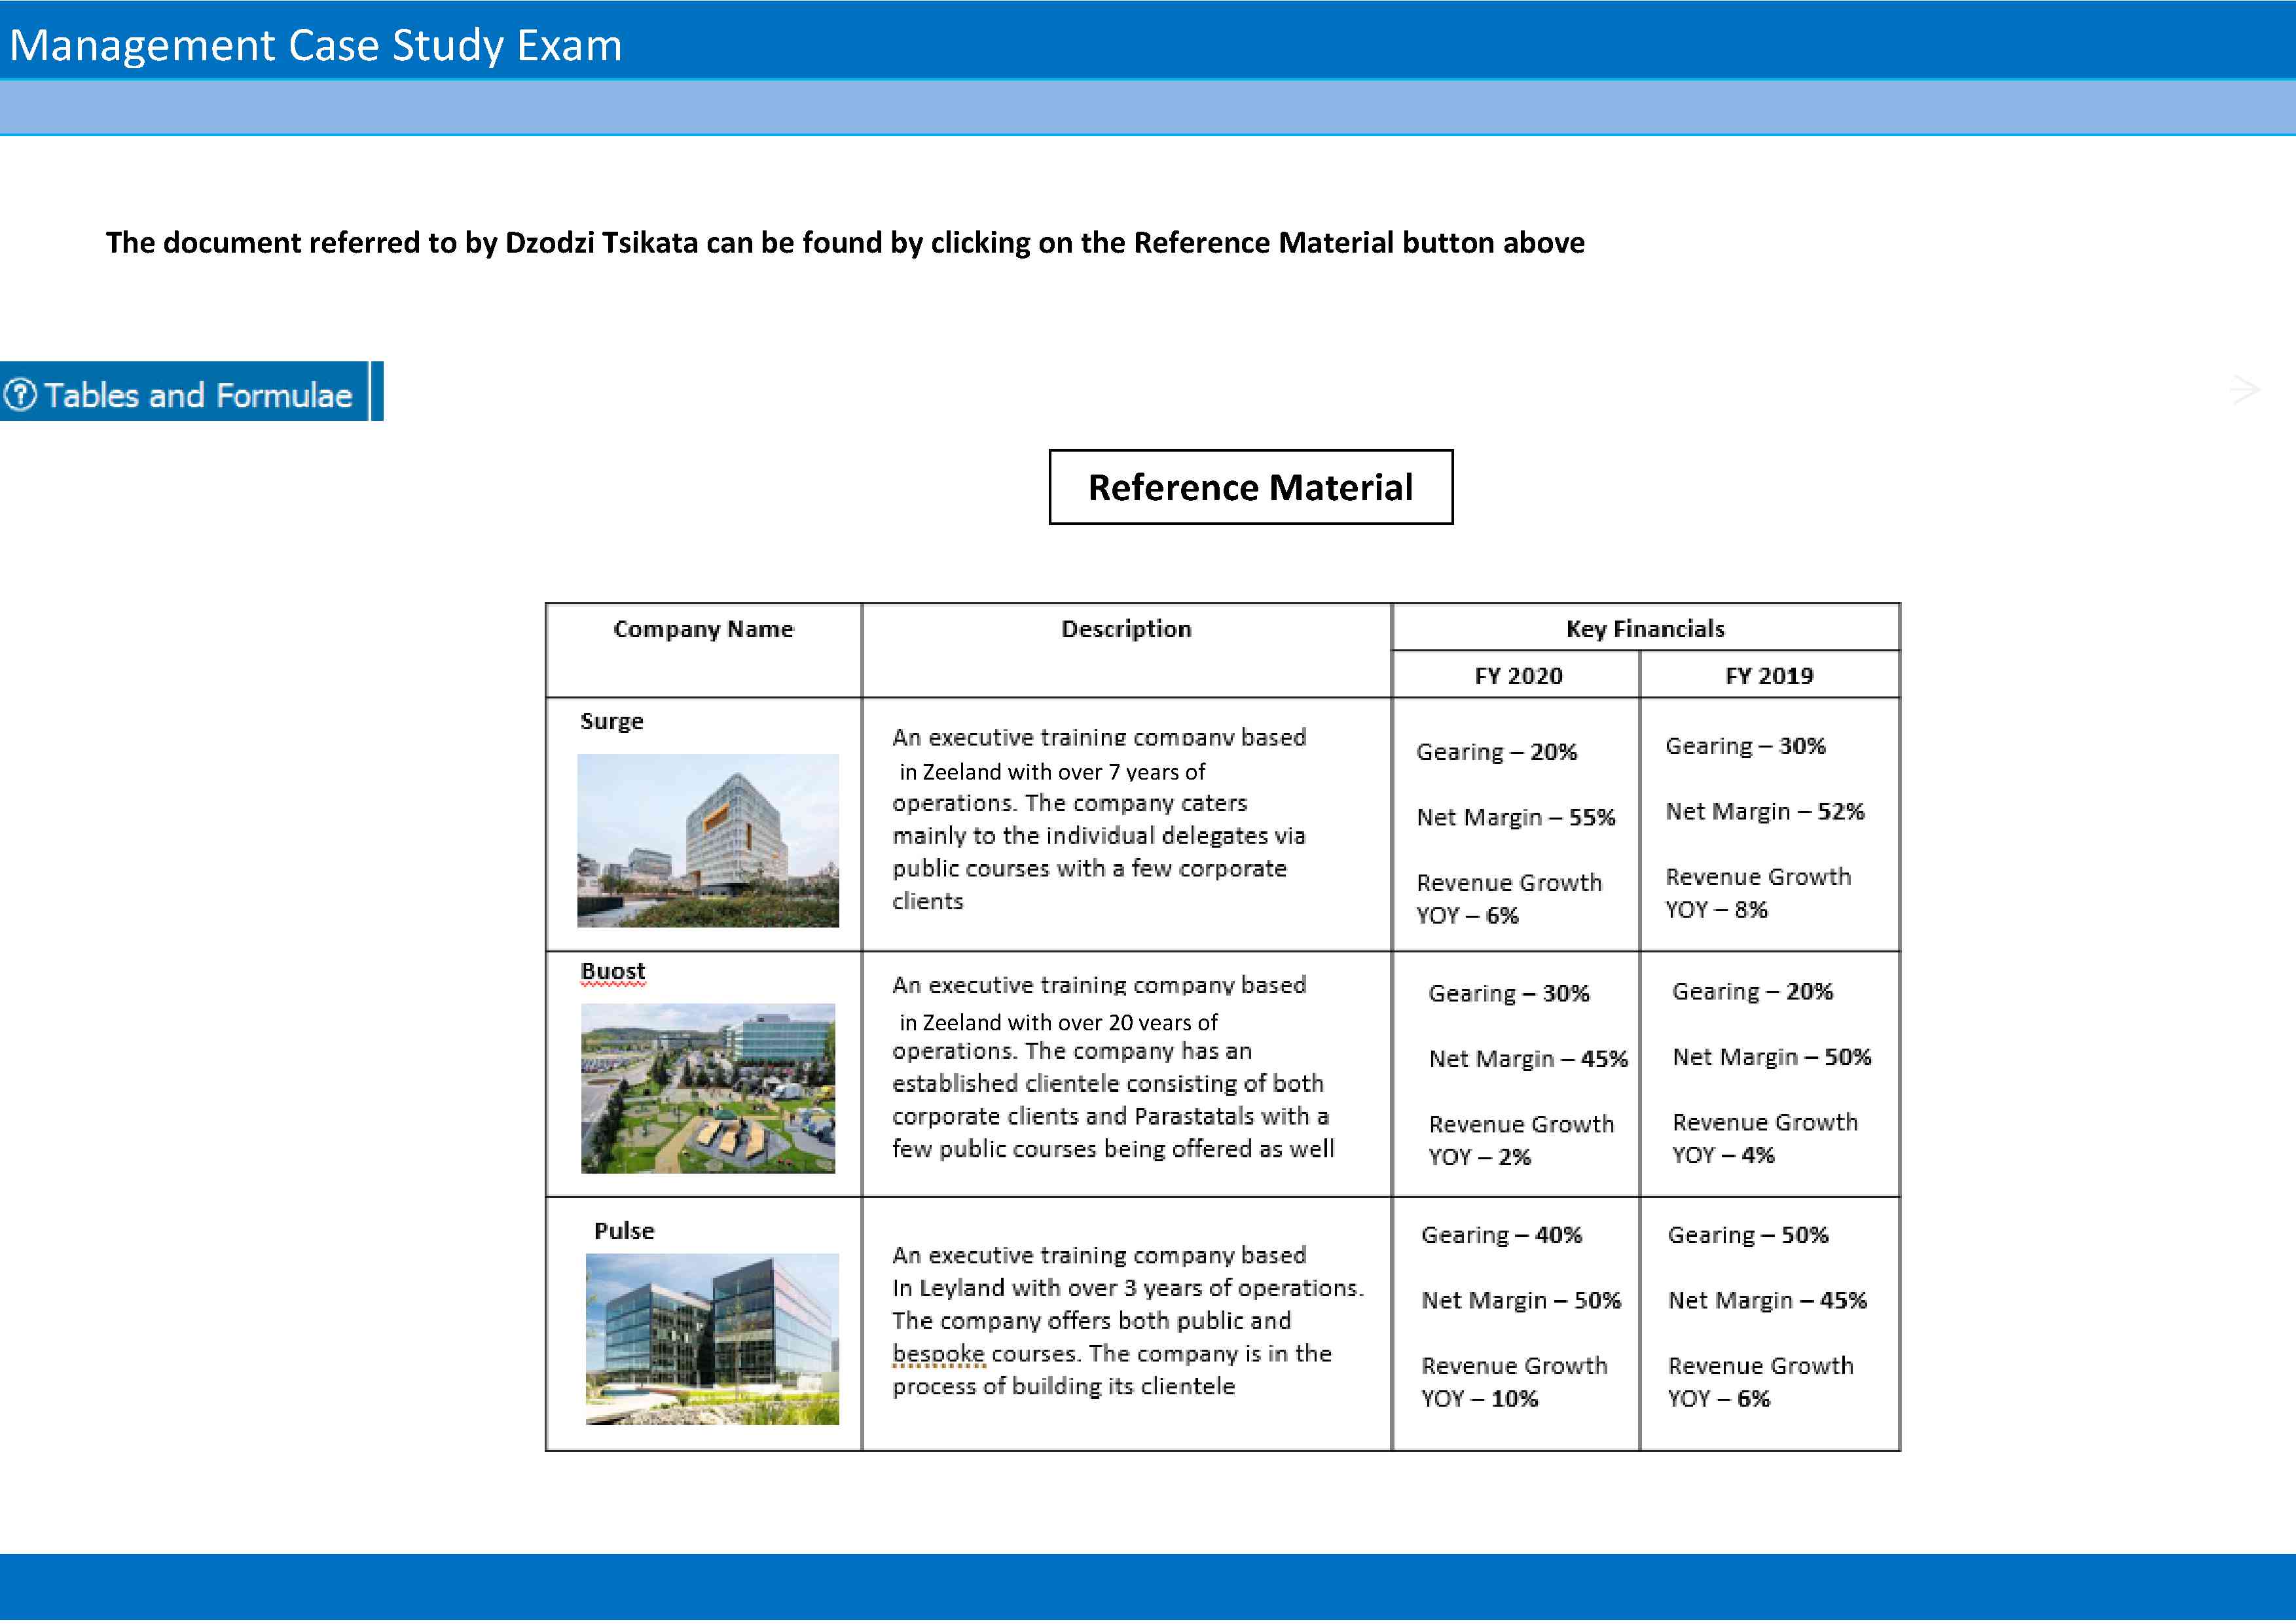 Management Case Study Exam
The document referred to by Dzodzi Tsikata can be found by clicking on the Reference Material button above
Tables and Formulae
Reference Material
Company Name
Description
Key Financials
FY 2020
FY 2019
Surge
An executive training company based
in Zeeland with over 7 years of
operations. The company caters
mainly to the individual delegates via
public courses with a few corporate
clients
Gearing – 20%
Net Margin – 55%
Revenue Growth
YOY – 6%
Gearing – 30%
Net Margin – 52%
Revenue Growth
YOY – 8%
Buost
An executive training company based
in Zeeland with over 20 years of
operations. The company has an
established clientele consisting of both
corporate clients and Parastatals with a
few public courses being offered as well
Gearing – 30%
Net Margin – 45%
Revenue Growth
YOY – 2%
Gearing – 20%
Net Margin – 50%
Revenue Growth
YOY – 4%
Pulse
An executive training company based
In Leyland with over 3 years of operations.
The company offers both public and
bespoke courses. The company is in the
process of building its clientele
Gearing – 40%
Net Margin – 50%
Revenue Growth
YOY – 10%
Gearing – 50%
Net Margin – 45%
Revenue Growth
YOY – 6%